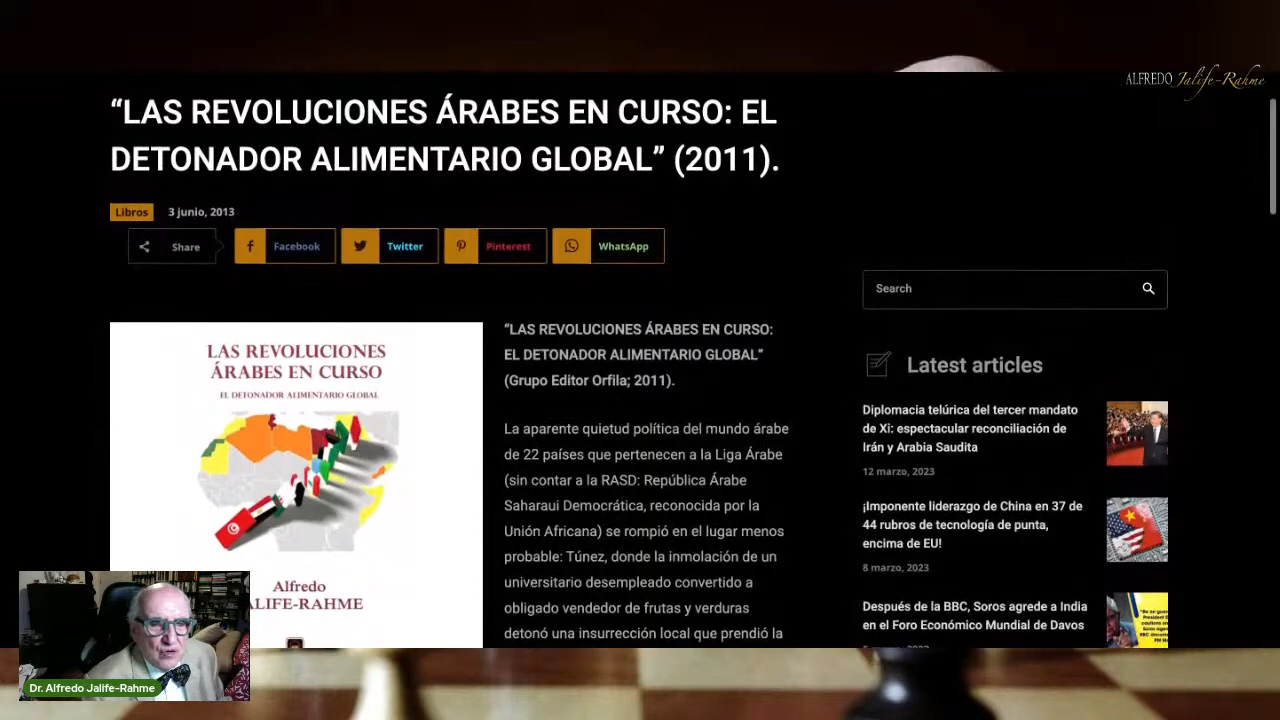 ALFREDO Jalife-Rahme
“LAS REVOLUCIONES ÁRABES EN CURSO: EL
DETONADOR ALIMENTARIO GLOBAL” (2011).
Libros
3 junio, 2013
Share
Facebook
Twitter
Pinterest
WhatsApp
LAS REVOLUCIONES
ÁRABES EN CURSO
EL DETONADOR ALIMENTARIO GLOBAL
Alfredo
ALIFE-RAHME
“LAS REVOLUCIONES ÁRABES EN CURSO:
EL DETONADOR ALIMENTARIO GLOBAL”
(Grupo Editor Orfila; 2011).
La aparente quietud política del mundo árabe
de 22 países que pertenecen a la Liga Árabe
(sin contar a la RASD: República Árabe
Saharaui Democrática, reconocida por la
Unión Africana) se rompió en el lugar menos
probable: Túnez, donde la inmolación de un
universitario desempleado convertido a
obligado vendedor de frutas y verduras
detonó una insurrección local que prendió la
Search
Latest articles
Diplomacia telúrica del tercer mandato
de Xi: espectacular reconciliación de
Irán y Arabia Saudita
12 marzo, 2023
¡Imponente liderazgo de China en 37 de
44 rubros de tecnología de punta,
encima de EU!
8 marzo, 2023
Después de la BBC, Soros agrede a India
en el Foro Económico Mundial de Davos
Dr. Alfredo Jalife-Rahme